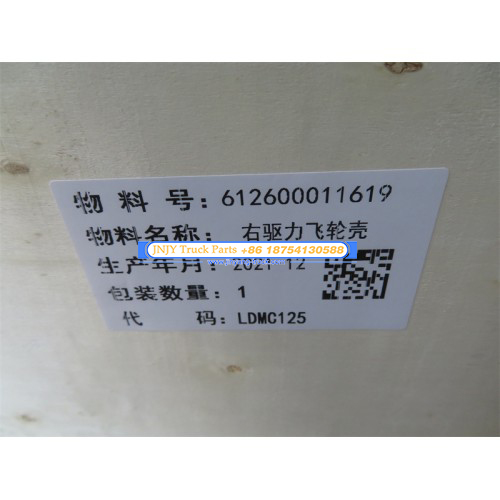 物料号：612600011619
物料名称：右驱力飞轮壳
JNJY Truck Parts +86 18754130588
生产年月：2021-12
包装数量：1
代码：LDMC125